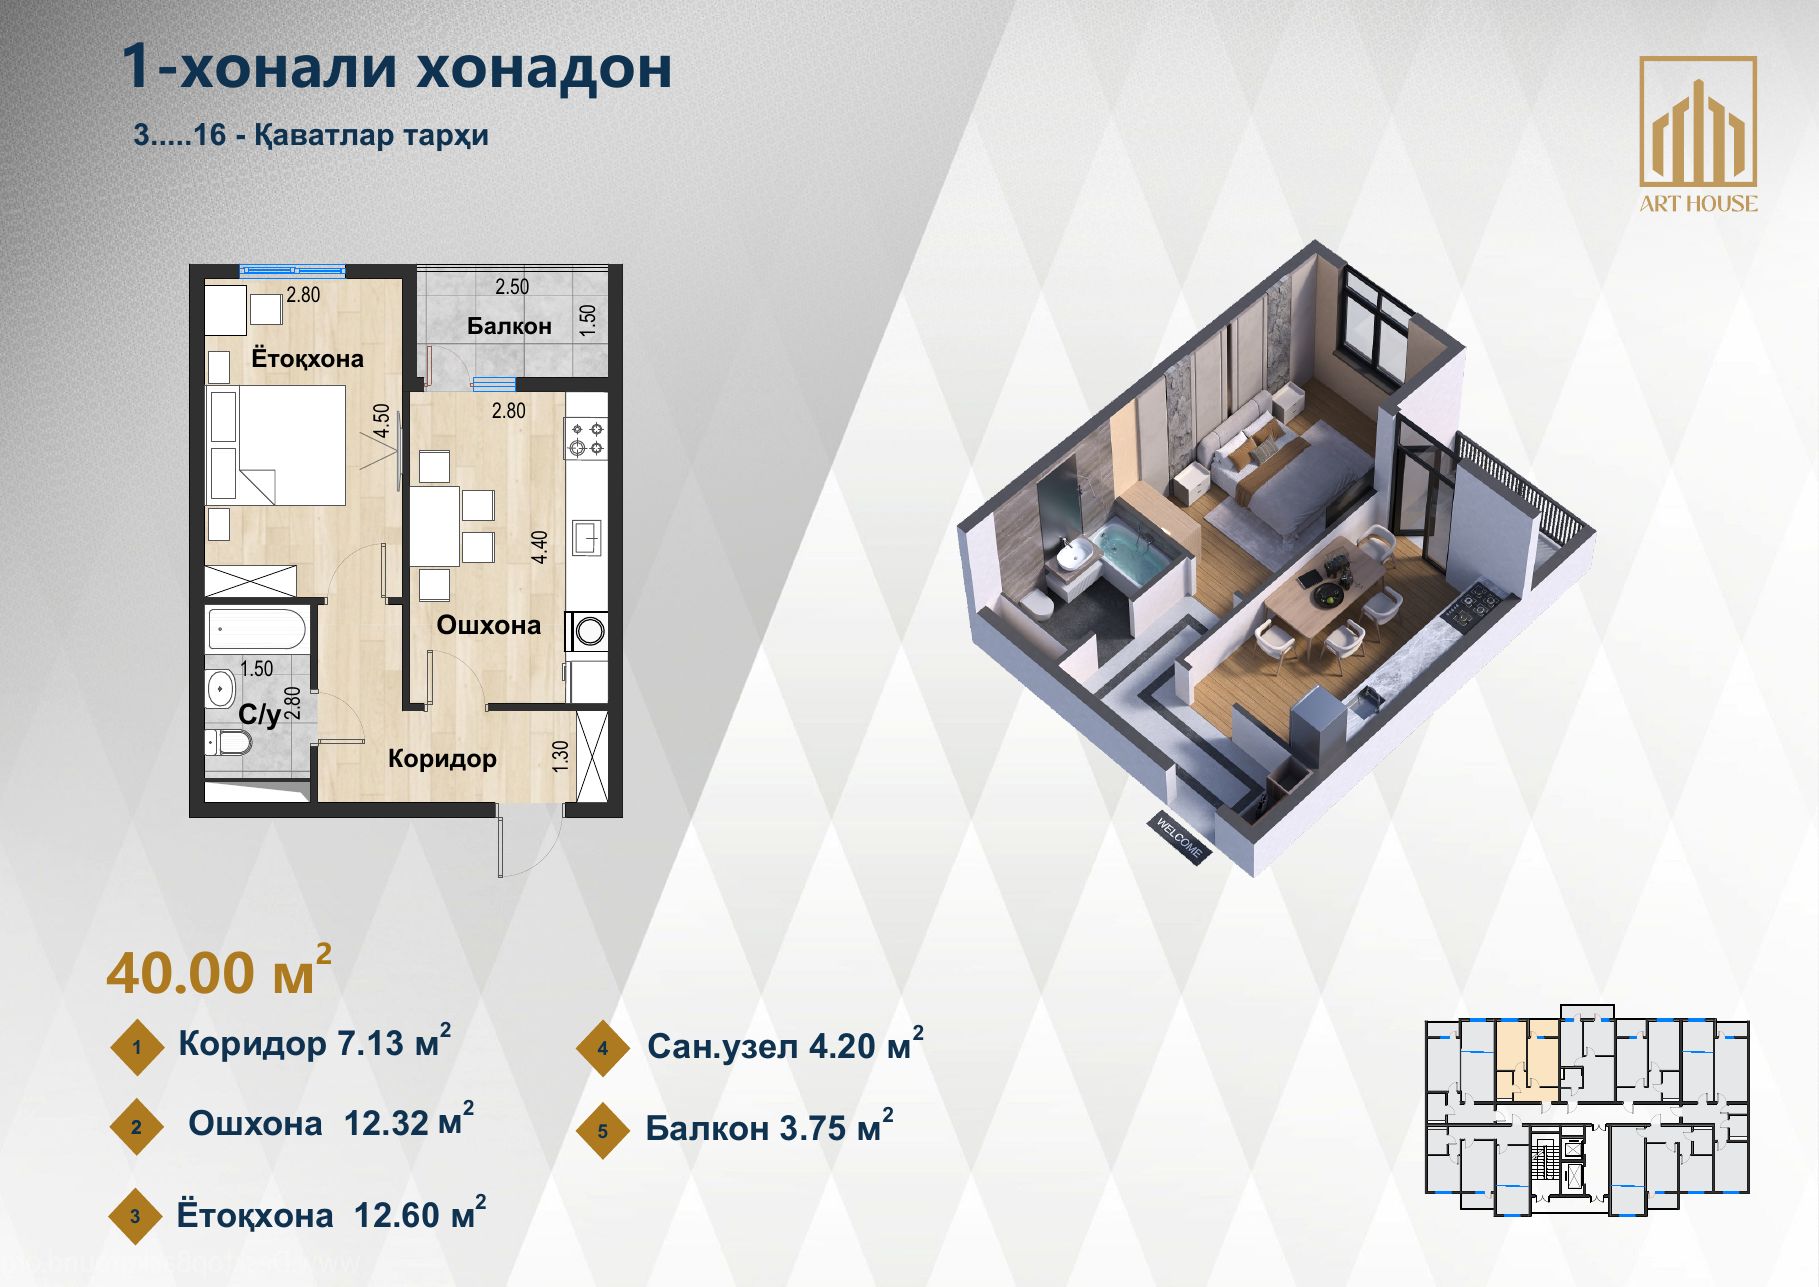 1-хонали хонадон
3.....16 - Қаватлар тарҳи
ART HOUSE
2.80
2.50
1.50
Балкон
Ётоқхона
4.50
2.80
4.40
Ошхона
1.50
2.80
С/у
Коридор
1.30
WELCOME
40.00 м²
1 Коридор 7.13 м²
2 Ошхона 12.32 м²
3 Ётоқхона 12.60 м²
4 Сан.узел 4.20 м²
5 Балкон 3.75 м²